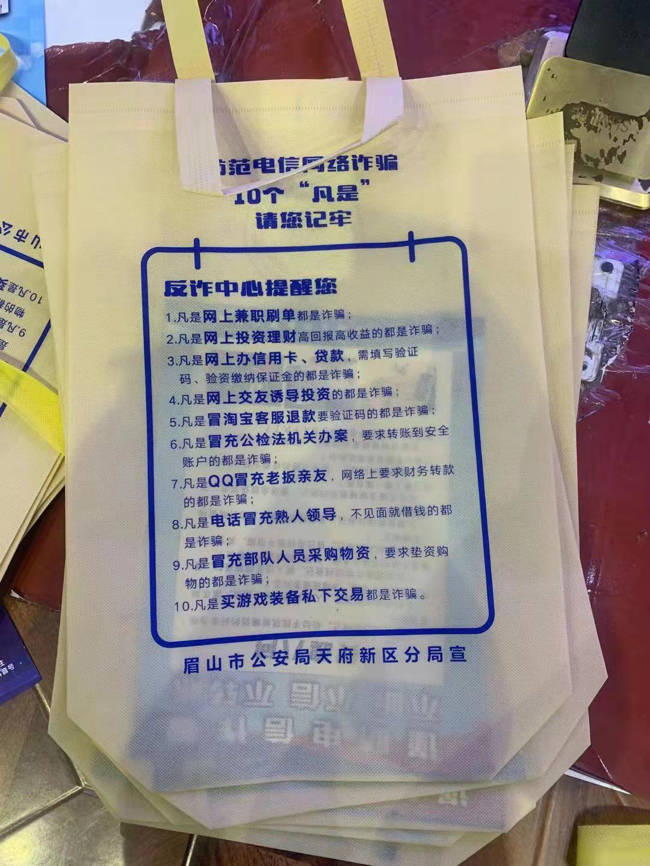 防范电信网络诈骗
10个“凡是”
请您记牢
反诈中心提醒您
1.凡是网上兼职刷单都是诈骗；
2.凡是网上投资理财高回报高收益的都是诈骗；
3.凡是网上办信用卡、贷款，需填写验证
码、验资缴纳保证金的都是诈骗；
4.凡是网上交友诱导投资的都是诈骗；
5.凡是冒淘宝客服退款要验证码的都是诈骗；
6.凡是冒充公检法机关办案，要求转账到安全
账户的都是诈骗；
7.凡是QQ冒充老扳亲友，网络上要求财务转款
的都是诈骗；
8.凡是电话冒充熟人领导，不见面就借钱的都
是诈骗；
9.凡是冒充部队人员采购物资，要求垫资购
物的都是诈骗；
10.凡是买游戏装备私下交易都是诈骗。
眉山市公安局天府新区分局宣